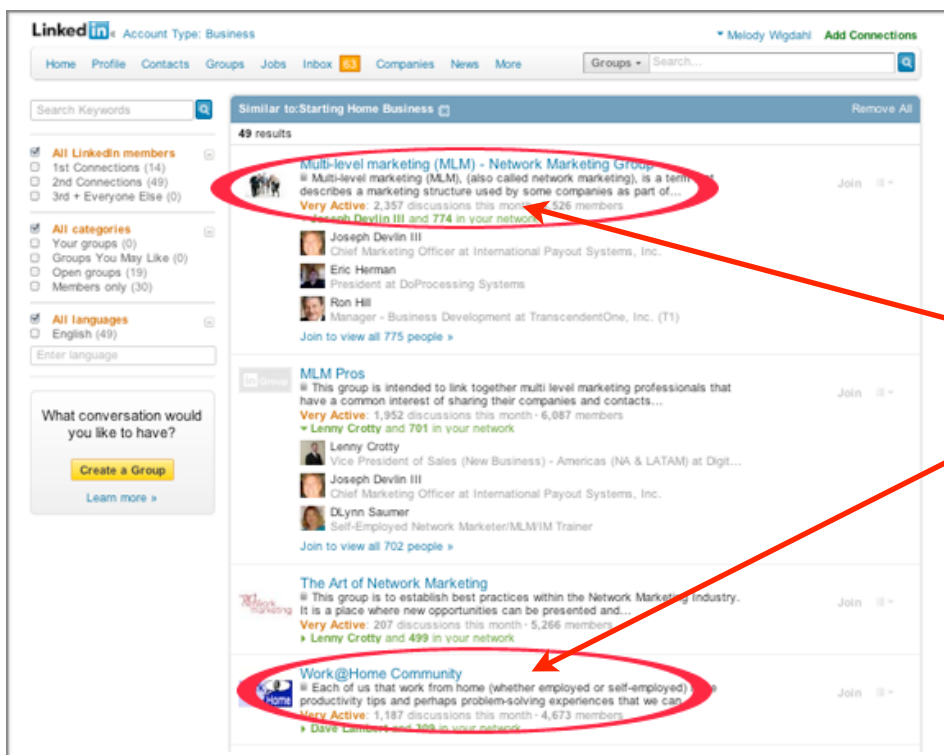 Linked in Account Type: Business
Melody Wigdahl Add Connections
Home Profile Contacts Groups Jobs Inbox 63 Companies News More
Groups Search...
Search Keywords
All LinkedIn members
1st Connections (14)
2nd Connections (49)
3rd + Everyone Else (0)
All categories
Your groups (0)
Groups You May Like (0)
Open groups (19)
Members only (30)
All languages
English (49)
Enter language
What conversation would
you like to have?
Create a Group
Learn more »
Similar to:Starting Home Business
Remove All
49 results
Multi-level marketing (MLM) - Network Marketing Group
Multi-level marketing (MLM), (also called network marketing), is a term
describes a marketing structure used by some companies as part of...
Very Active: 2,357 discussions this month 526 members
Joseph Devlin III and 774 in your network
Join
Joseph Devlin III
Chief Marketing Officer at International Payout Systems, Inc.
Eric Herman
President at DoProcessing Systems
Ron Hill
Manager - Business Development at TranscendentOne, Inc. (T1)
Join to view all 775 people »
in Group
MLM Pros
This group is intended to link together multi level marketing professionals that
have a common interest of sharing their companies and contacts...
Very Active: 1,952 discussions this month · 6,087 members
Lenny Crotty and 701 in your network
Join
Lenny Crotty
Vice President of Sales (New Business) - Americas (NA & LATAM) at Digit...
Joseph Devlin III
Chief Marketing Officer at International Payout Systems, Inc.
DLynn Saumer
Self-Employed Network Marketer/MLM/IM Trainer
Join to view all 702 people »
The Art of Network Marketing
This group is to establish best practices within the Network Marketing Industry.
It is a place where new opportunities can be presented and...
Very Active: 207 discussions this month · 5,266 members
Lenny Crotty and 499 in your network
Join
Work@Home Community
Each of us that work from home (whether employed or self-employed)
productivity tips and perhaps problem-solving experiences that we can
Very Active: 1,187 discussions this month · 4,673 members
Dave Lambert and 309 in your network
Join
Home